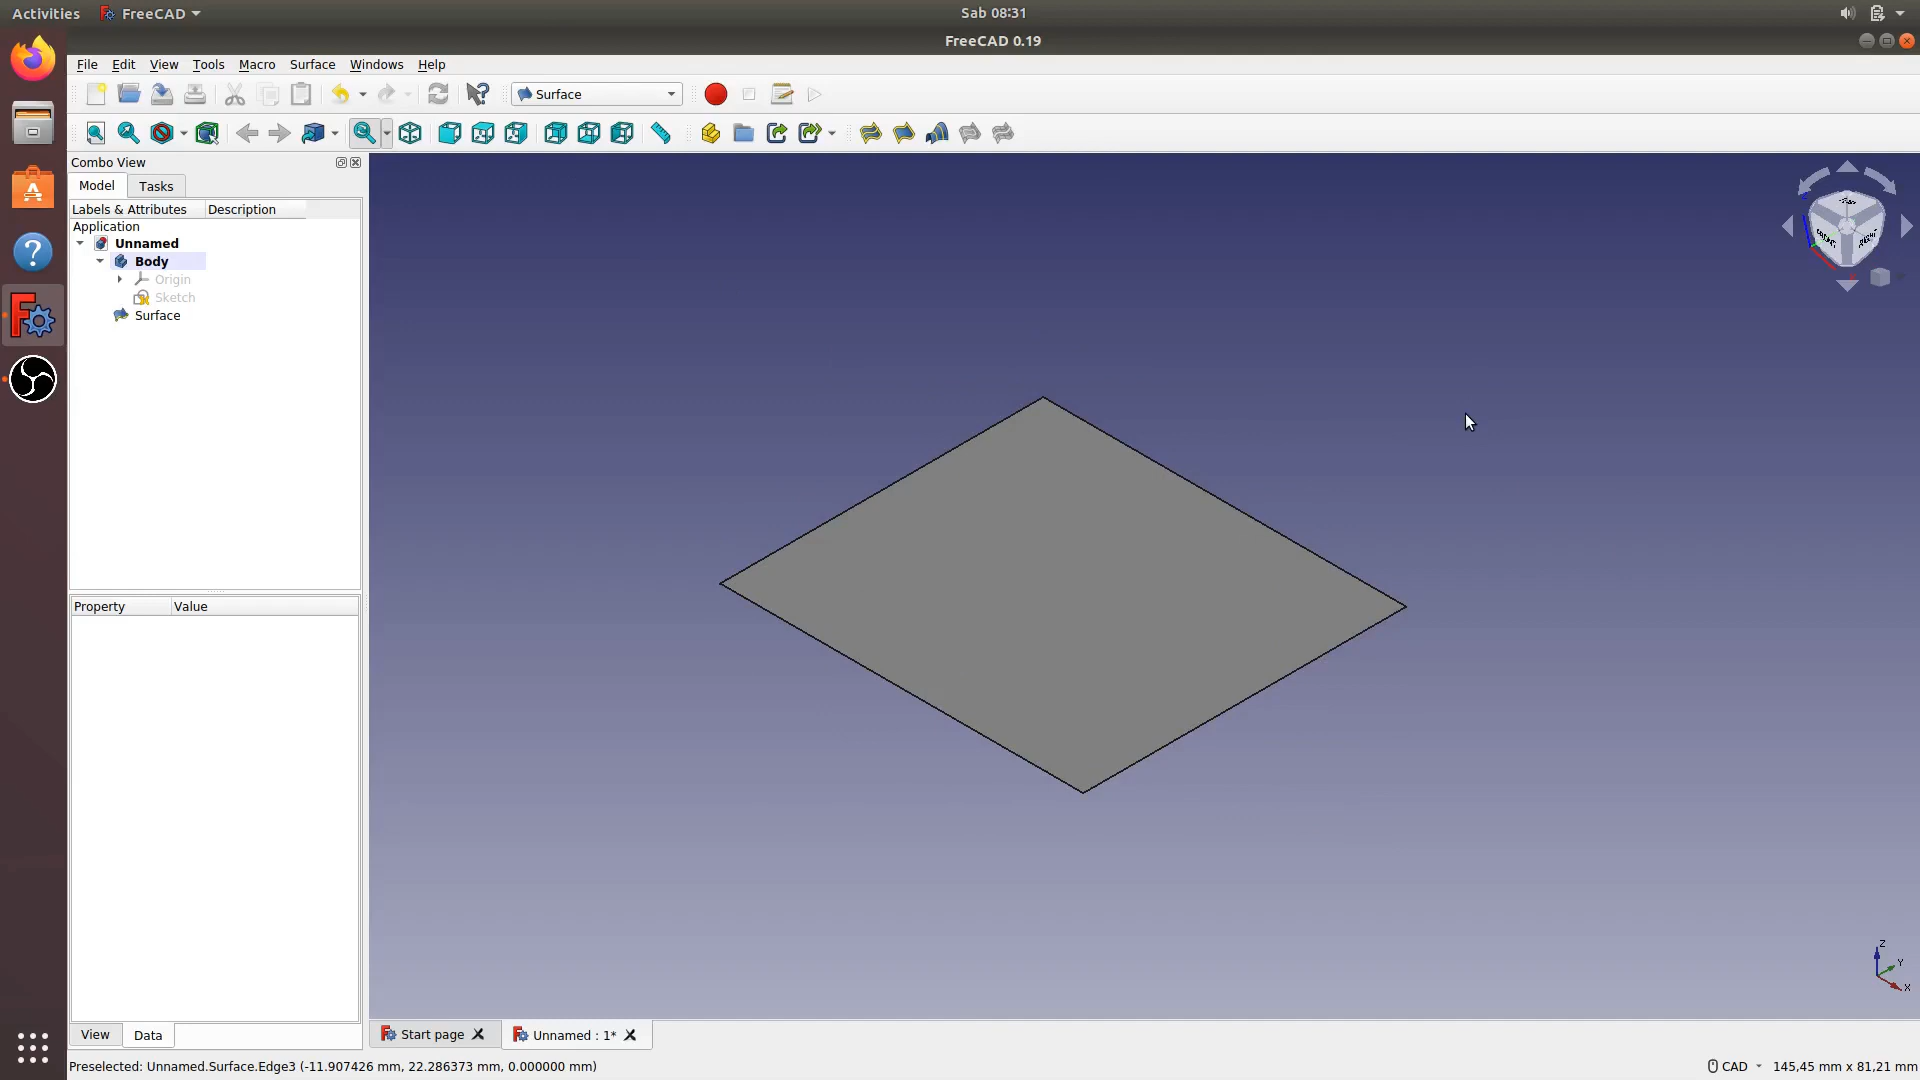 Activities
FreeCAD
Sab 08:31
FreeCAD 0.19
File Edit View Tools Macro Surface Windows Help
Surface
Combo View
Model Tasks
Labels & Attributes Description
Application
Unnamed
Body
Origin
Sketch
Surface
Property Value
View Data
Start page
Unnamed : 1*
Z
Y
X
Preselected: Unnamed.Surface.Edge3 (-11.907426 mm, 22.286373 mm, 0.000000 mm)
CAD
145,45 mm x 81,21 mm